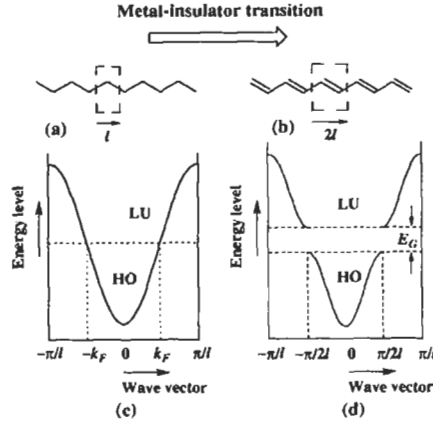 Metal-insulator transition
(a)
l
(b)
2l
Energy level
LU
HO
−π/l
−k_F
0
k_F
π/l
Wave vector
(c)
Energy level
LU
E_G
HO
−π/l
−π/2l
0
π/2l
π/l
Wave vector
(d)